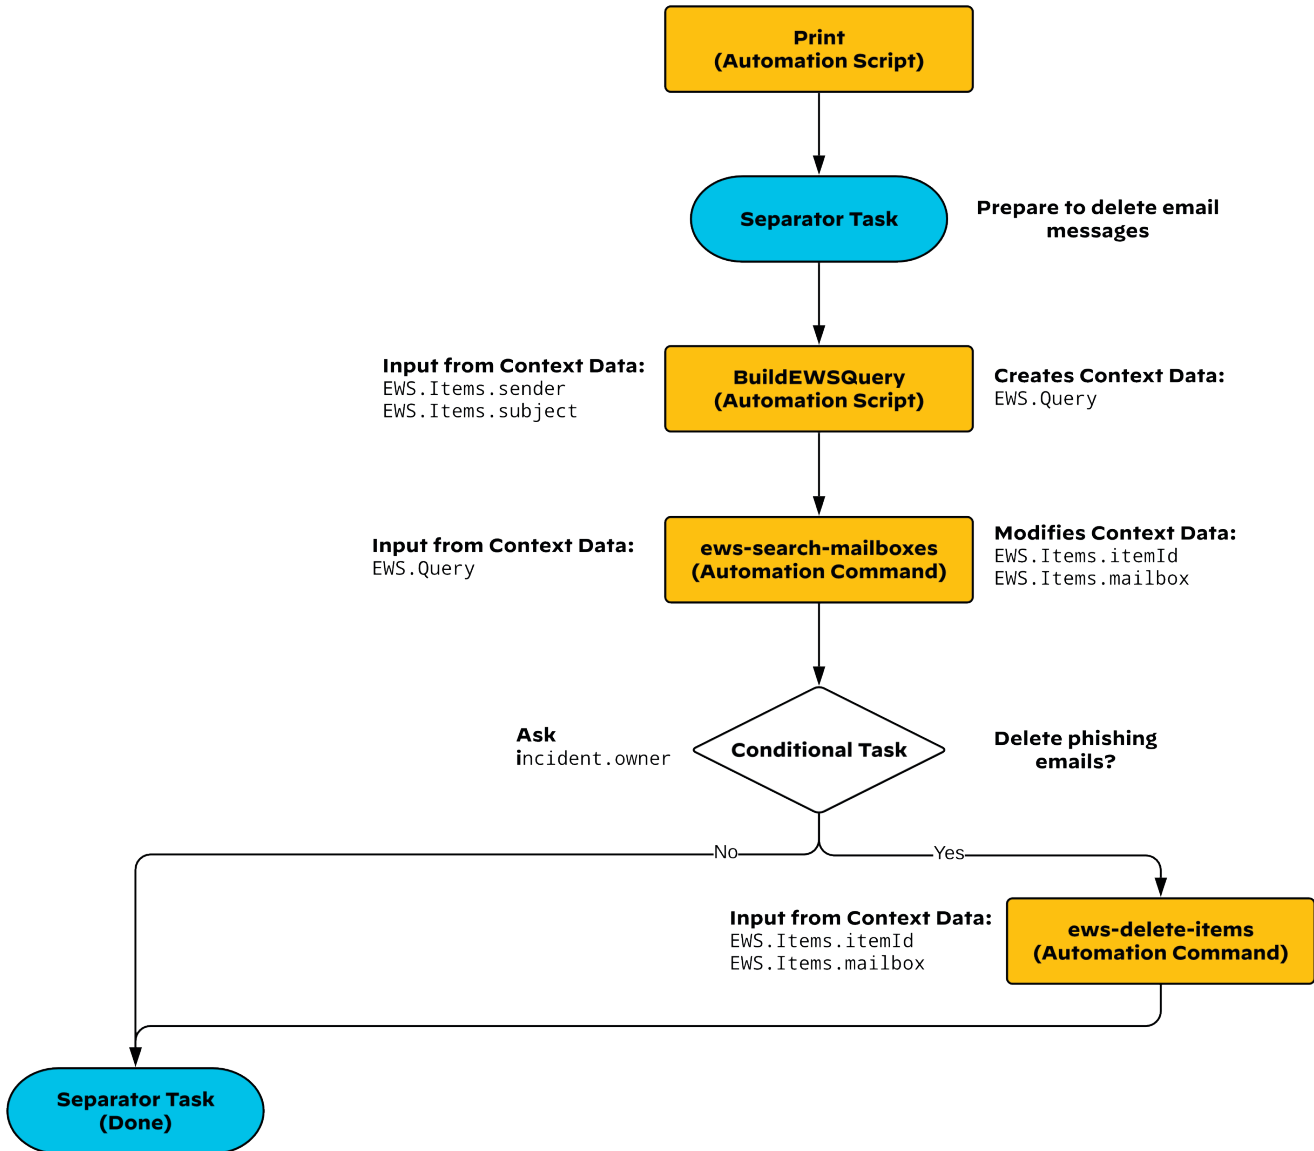 Print
(Automation Script)
Separator Task
Prepare to delete email
messages
Input from Context Data:
EWS.Items.sender
EWS.Items.subject
BuildEWSQuery
(Automation Script)
Creates Context Data:
EWS.Query
Input from Context Data:
EWS.Query
ews-search-mailboxes
(Automation Command)
Modifies Context Data:
EWS.Items.itemId
EWS.Items.mailbox
Ask
incident.owner
Conditional Task
Delete phishing
emails?
No
Yes
Input from Context Data:
EWS.Items.itemId
EWS.Items.mailbox
ews-delete-items
(Automation Command)
Separator Task
(Done)